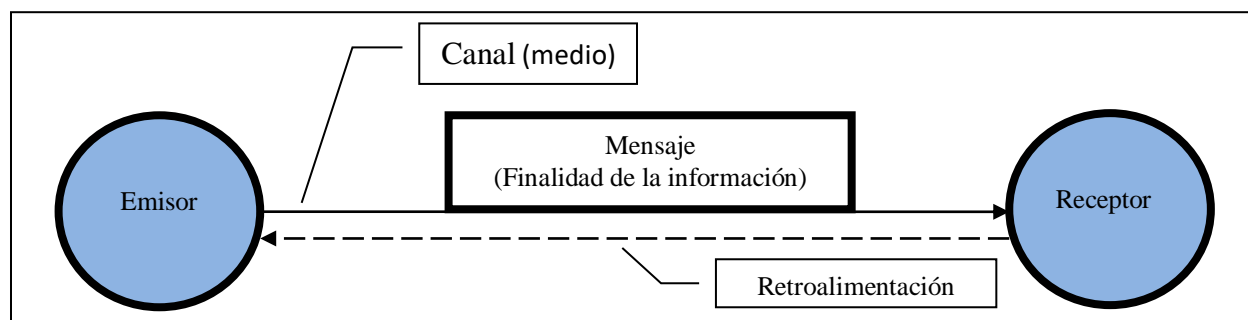 Canal (medio)
Mensaje
(Finalidad de la información)
Emisor
Receptor
Retroalimentación